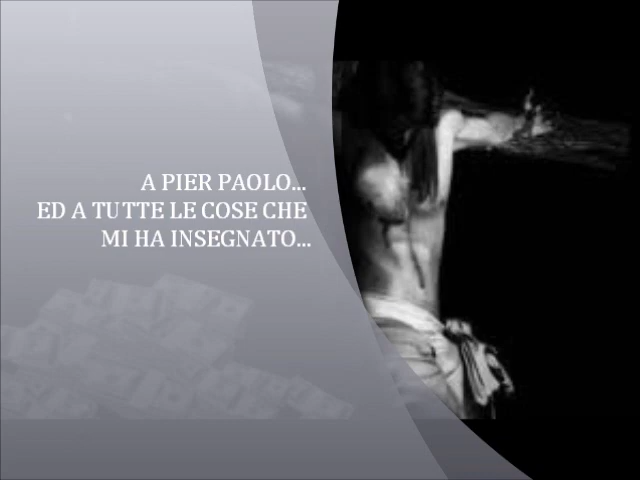 A PIER PAOLO...
ED A TUTTE LE COSE CHE
MI HA INSEGNATO...